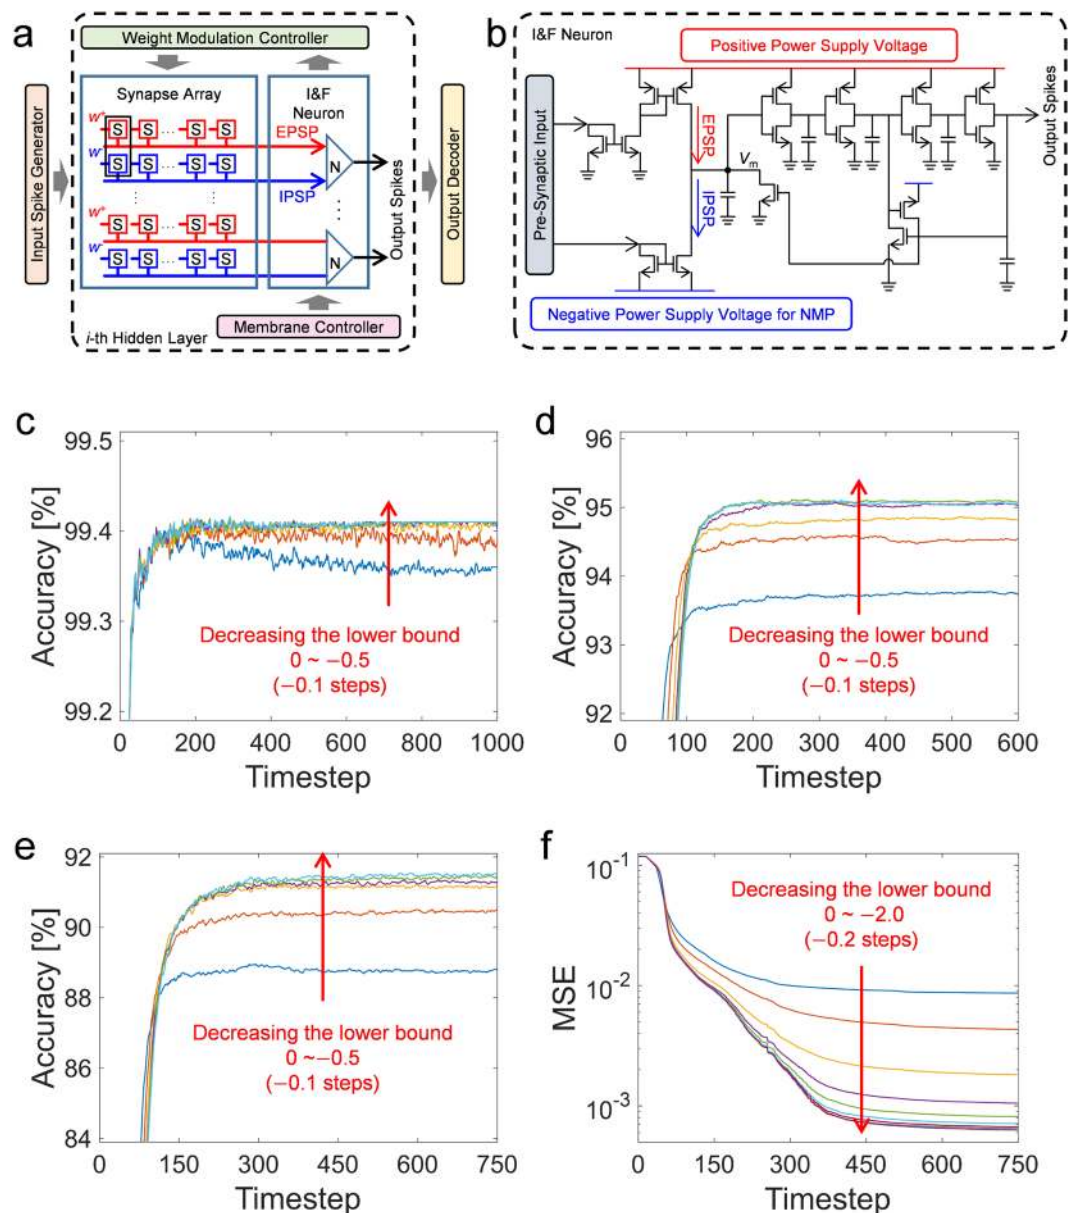 a
Weight Modulation Controller
Input Spike Generator
Synapse Array
I&F
Neuron
w+
S S S S
EPSP
w-
S S S S
IPSP
N
w+
S S S S
w-
S S S S
N
Output Spikes
Output Decoder
Membrane Controller
i-th Hidden Layer
b
I&F Neuron
Positive Power Supply Voltage
Pre-Synaptic Input
EPSP
Vm
IPSP
Output Spikes
Negative Power Supply Voltage for NMP
c
Accuracy [%]
99.5
99.4
99.3
99.2
Decreasing the lower bound
0 ~ −0.5
(−0.1 steps)
0 200 400 600 800 1000
Timestep
d
Accuracy [%]
96
95
94
93
92
Decreasing the lower bound
0 ~ −0.5
(−0.1 steps)
0 100 200 300 400 500 600
Timestep
e
Accuracy [%]
92
90
88
86
84
Decreasing the lower bound
0 ~−0.5
(−0.1 steps)
0 150 300 450 600 750
Timestep
f
MSE
10-1
10-2
10-3
Decreasing the lower bound
0 ~ −2.0
(−0.2 steps)
0 150 300 450 600 750
Timestep